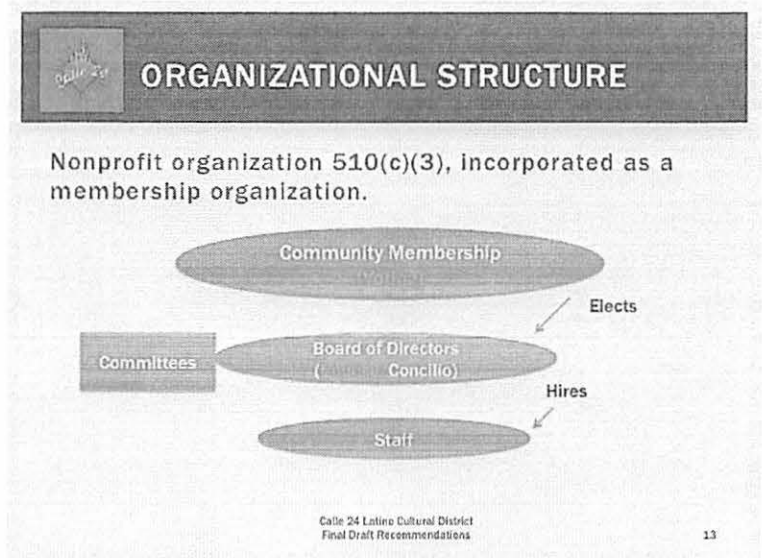 ORGANIZATIONAL STRUCTURE
Nonprofit organization 510(c)(3), incorporated as a
membership organization.
Community Membership
Elects
Committees
Board of Directors
( Concilio)
Hires
Staff
Calle 24 Latino Cultural District
Final Draft Recommendations
13